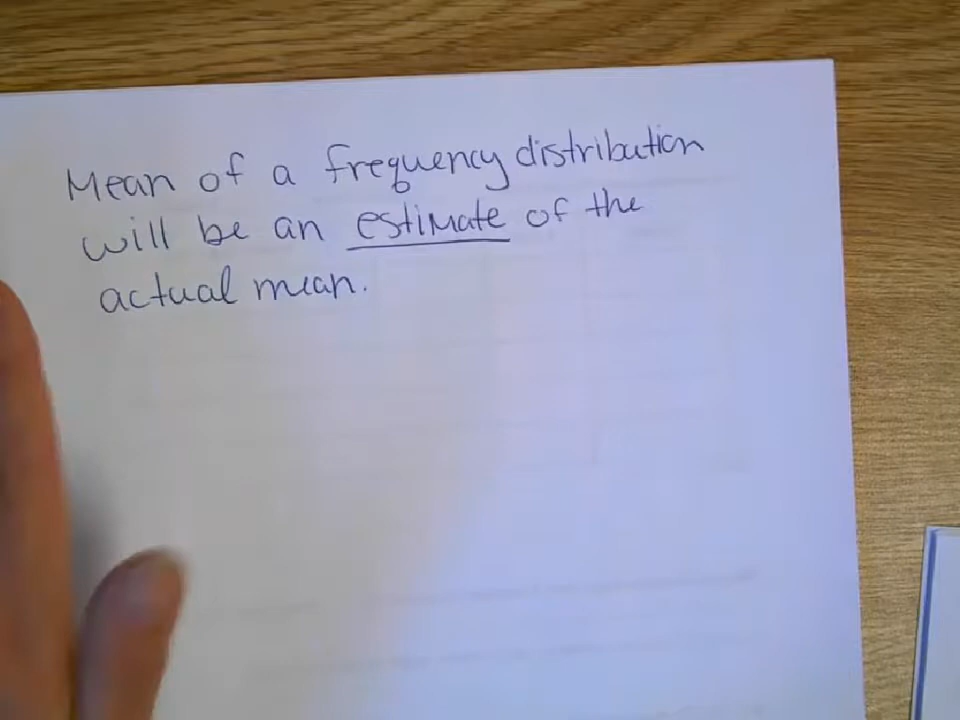 Mean of a frequency distribution
will be an estimate of the
actual mean.